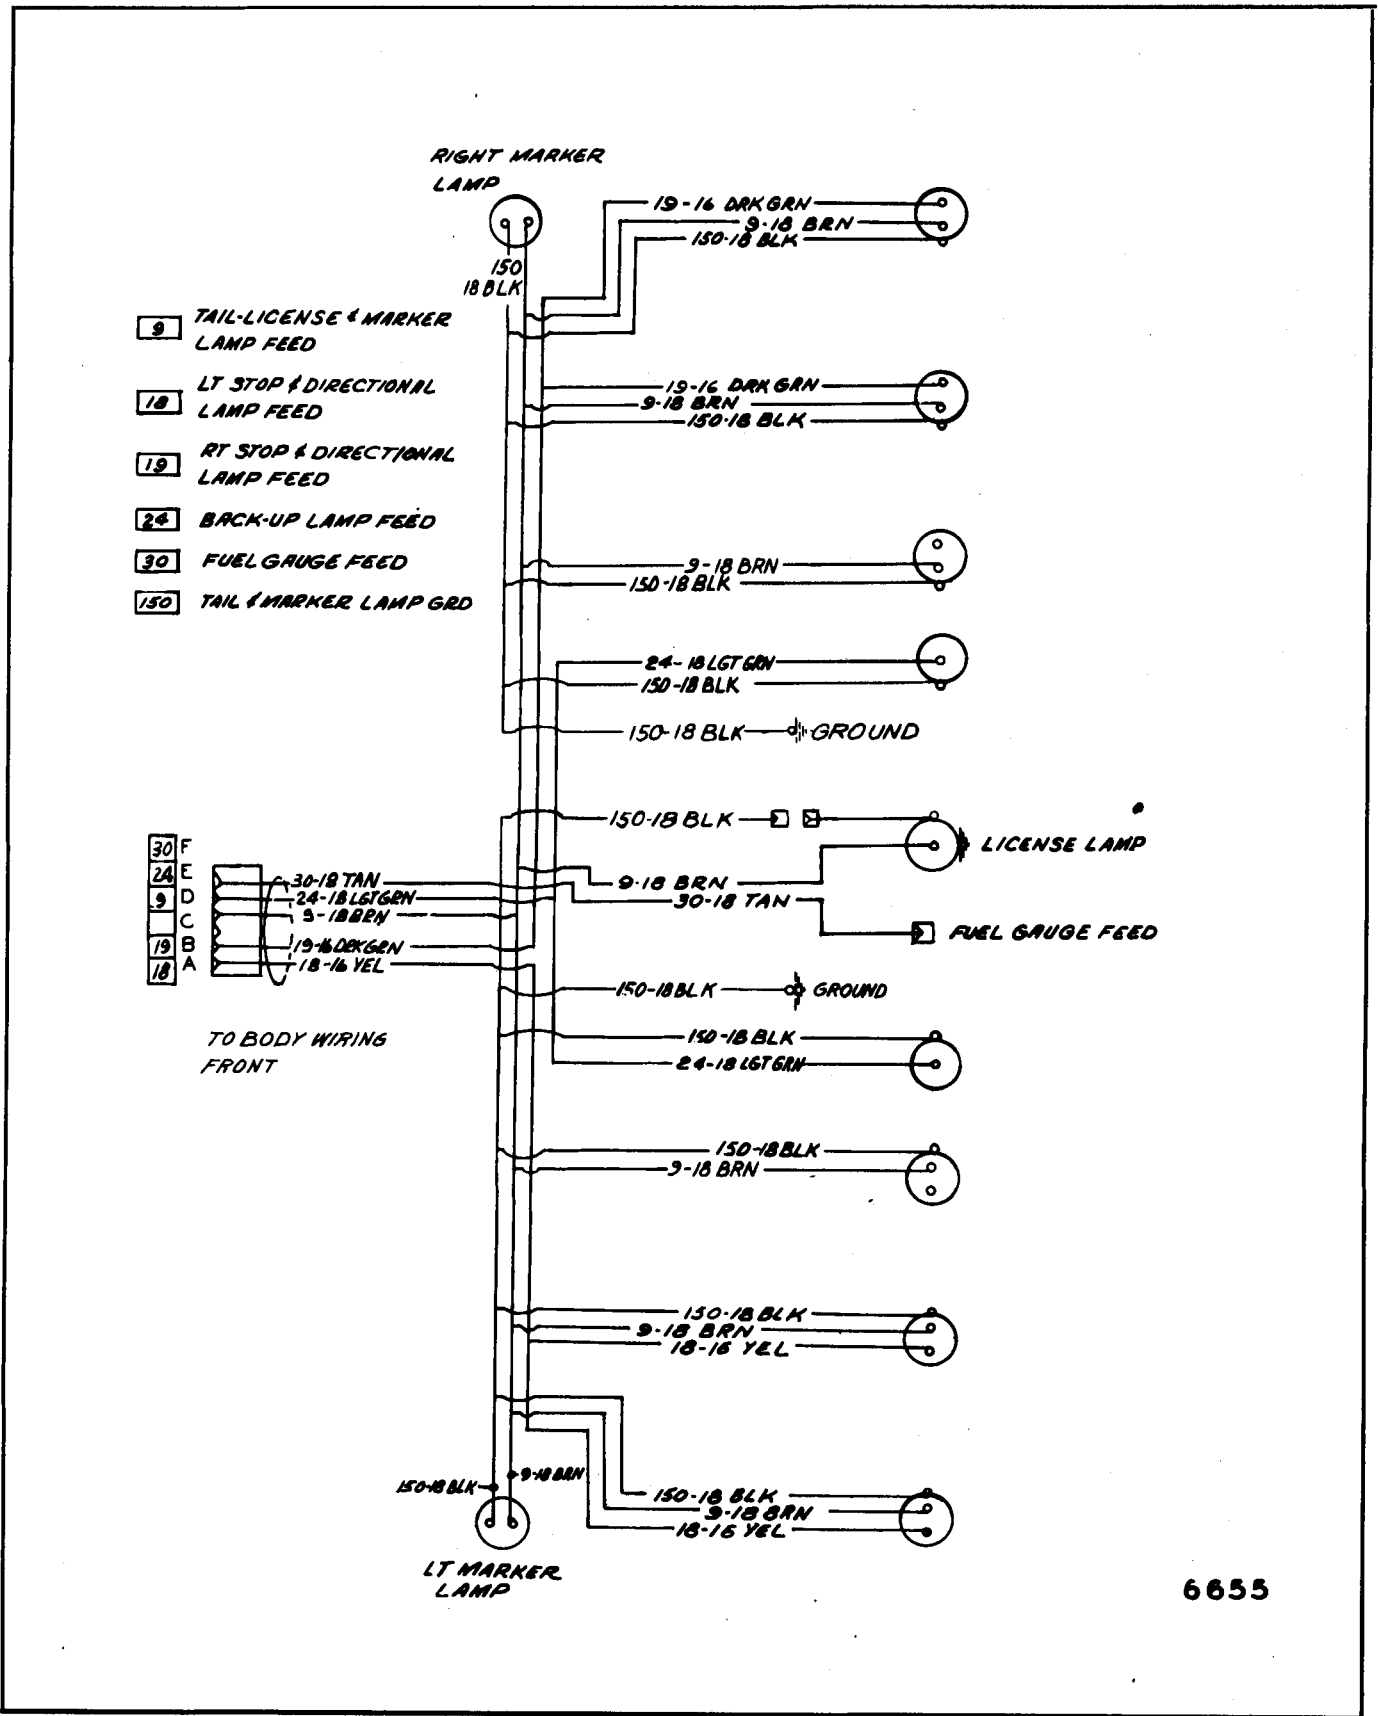 RIGHT MARKER
LAMP
150
18 BLK
19-16 DRK GRN
9-18 BRN
150-18 BLK
9 TAIL-LICENSE & MARKER
LAMP FEED
18 LT STOP & DIRECTIONAL
LAMP FEED
19 RT STOP & DIRECTIONAL
LAMP FEED
24 BACK-UP LAMP FEED
30 FUEL GAUGE FEED
150 TAIL & MARKER LAMP GRD
19-16 DRK GRN
9-18 BRN
150-18 BLK
9-18 BRN
150-18 BLK
24-18 LGT GRN
150-18 BLK
150-18 BLK GROUND
150-18 BLK
LICENSE LAMP
9-18 BRN
30-18 TAN
FUEL GAUGE FEED
30 F
24 E
9 D
C
19 B
18 A
30-18 TAN
24-18 LGT GRN
9-18 BRN
19-16 DRK GRN
18-16 YEL
TO BODY WIRING
FRONT
150-18 BLK GROUND
150-18 BLK
24-18 LGT GRN
150-18 BLK
9-18 BRN
150-18 BLK
9-18 BRN
18-16 YEL
150-18 BLK
9-18 BRN
150-18 BLK
9-18 BRN
18-16 YEL
LT MARKER
LAMP
6655